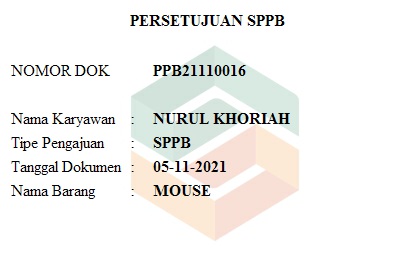 PERSETUJUAN SPPB
NOMOR DOK PPB21110016
Nama Karyawan : NURUL KHORIAH
Tipe Pengajuan : SPPB
Tanggal Dokumen : 05-11-2021
Nama Barang : MOUSE